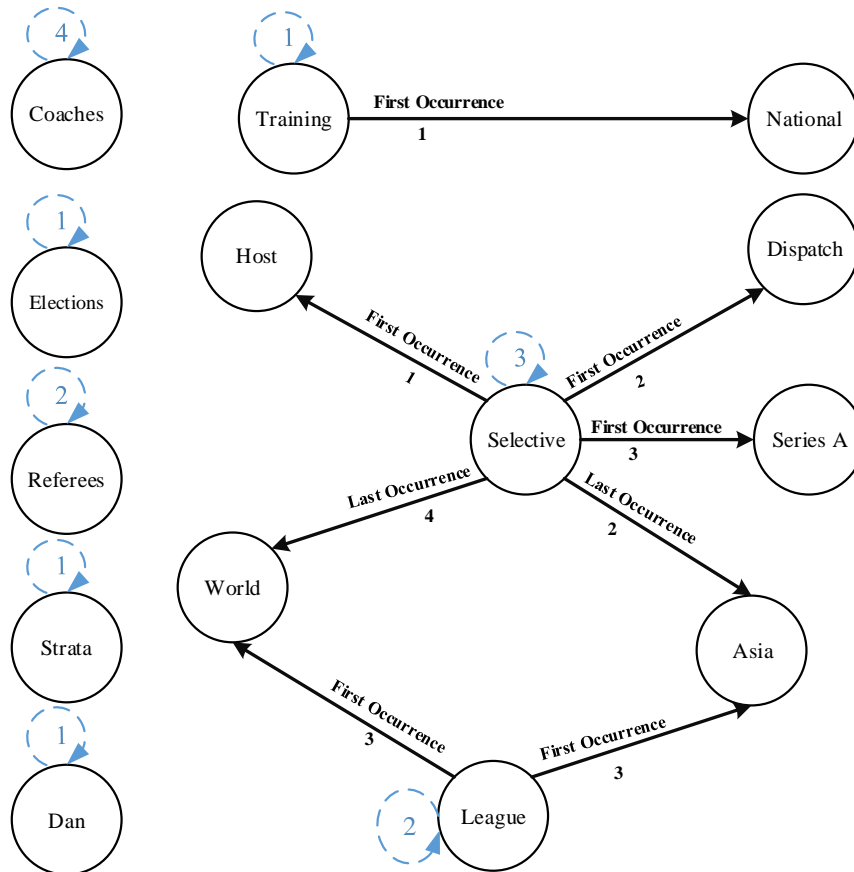 4
1
Coaches
Training
First Occurrence
1
National
1
Elections
Host
Dispatch
First Occurrence
1
3
First Occurrence
2
2
Referees
Selective
First Occurrence
3
Series A
Last Occurrence
4
Last Occurrence
2
1
Strata
World
Asia
First Occurrence
3
First Occurrence
3
1
Dan
2
League